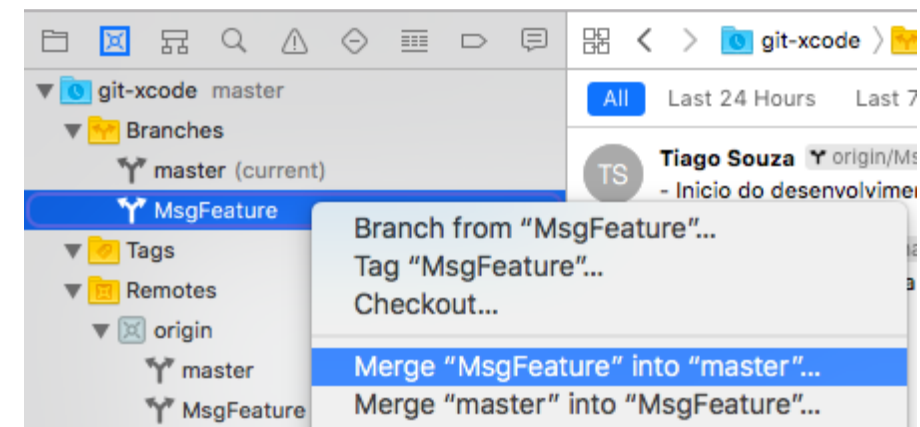 git-xcode
All Last 24 Hours Last 7
git-xcode master
Branches
master (current)
MsgFeature
Tags
Remotes
origin
master
MsgFeature
TS
Tiago Souza origin/Ms
- Inicio do desenvolvimen
Branch from “MsgFeature”...
Tag “MsgFeature”...
Checkout...
Merge “MsgFeature” into “master”...
Merge “master” into “MsgFeature”...